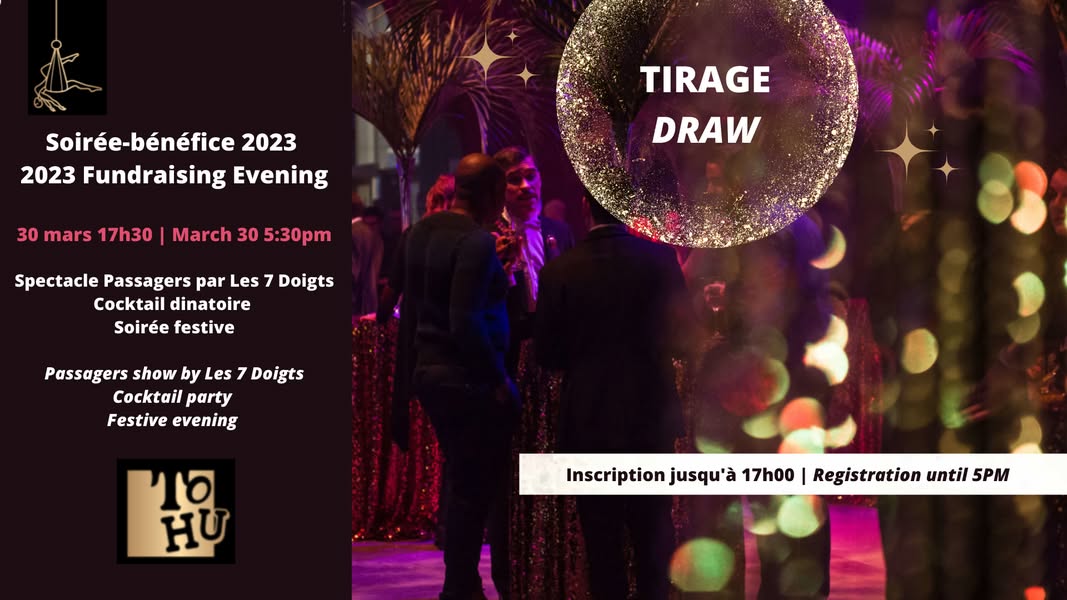 Soirée-bénéfice 2023
2023 Fundraising Evening
30 mars 17h30 | March 30 5:30pm
Spectacle Passagers par Les 7 Doigts
Cocktail dinatoire
Soirée festive
Passagers show by Les 7 Doigts
Cocktail party
Festive evening
TO
HU
TIRAGE
DRAW
Inscription jusqu'à 17h00 | Registration until 5PM